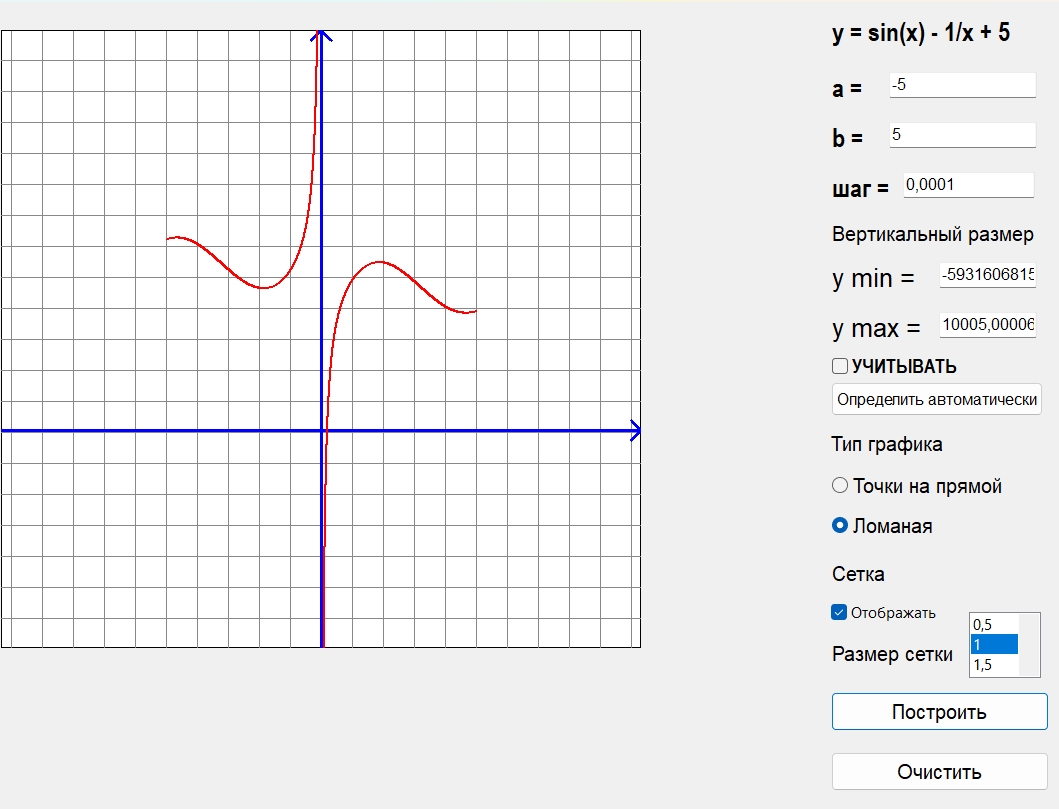 y = sin(x) - 1/x + 5
a = -5
b = 5
шаг = 0,0001
Вертикальный размер
y min = -5931606815
y max = 10005,00006
УЧИТЫВАТЬ
Определить автоматически
Тип графика
Точки на прямой
Ломаная
Сетка
Отображать
Размер сетки
0,5
1
1,5
Построить
Очистить